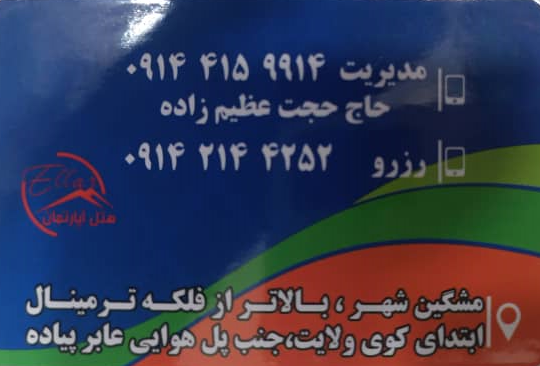 مدیریت ۰۹۱۴ ۴۱۵ ۹۹۱۴
حاج حجت عظیم زاده
رزرو ۰۹۱۴ ۲۱۴ ۴۲۵۲
Ellar
هتل آپارتمان
مشگین شهر ، بالاتر از فلکه ترمینال
ابتدای کوی ولایت،جنب پل هوایی عابر پیاده